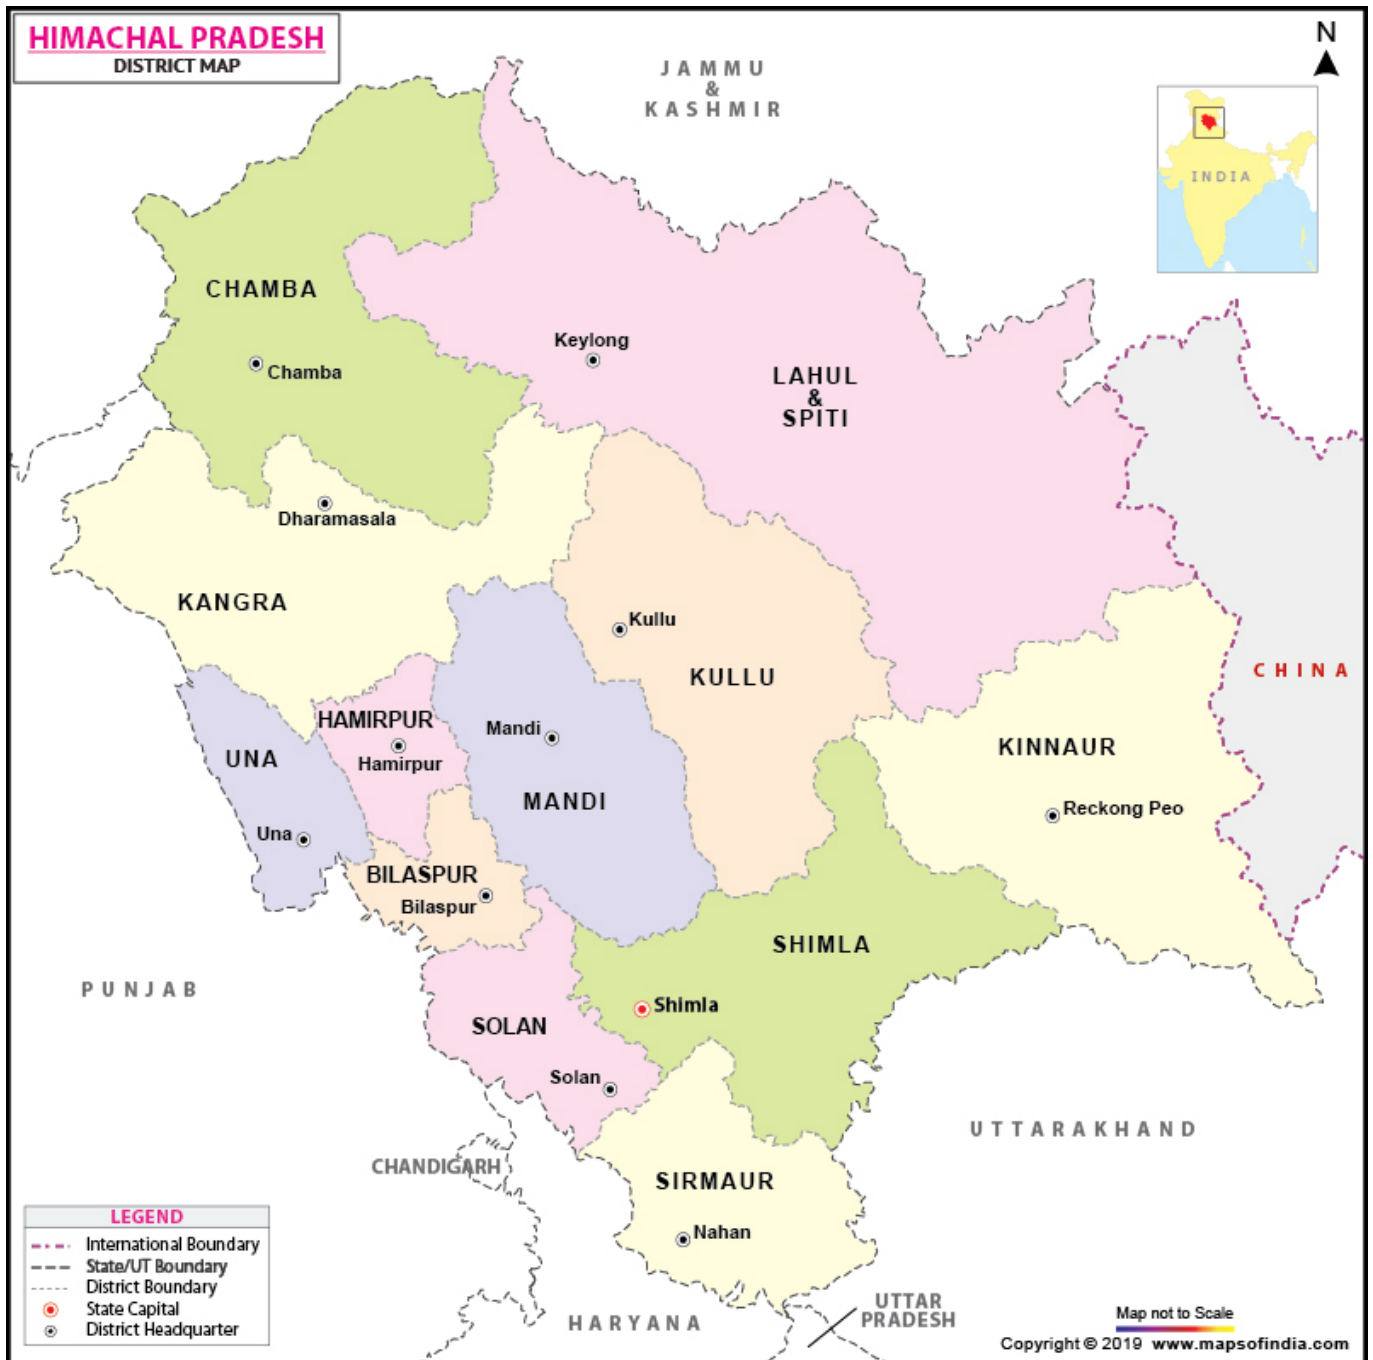 HIMACHAL PRADESH
DISTRICT MAP
N
JAMMU
&
KASHMIR
INDIA
CHAMBA
Chamba
Keylong
LAHUL
&
SPITI
Dharamasala
KANGRA
Kullu
KULLU
CHINA
HAMIRPUR
Hamirpur
Mandi
MANDI
UNA
Una
KINNAUR
Reckong Peo
BILASPUR
Bilaspur
SHIMLA
Shimla
PUNJAB
SOLAN
Solan
UTTARAKHAND
CHANDIGARH
SIRMAUR
Nahan
HARYANA
UTTAR
PRADESH
LEGEND
International Boundary
State/UT Boundary
District Boundary
State Capital
District Headquarter
Map not to Scale
Copyright © 2019 www.mapsofindia.com